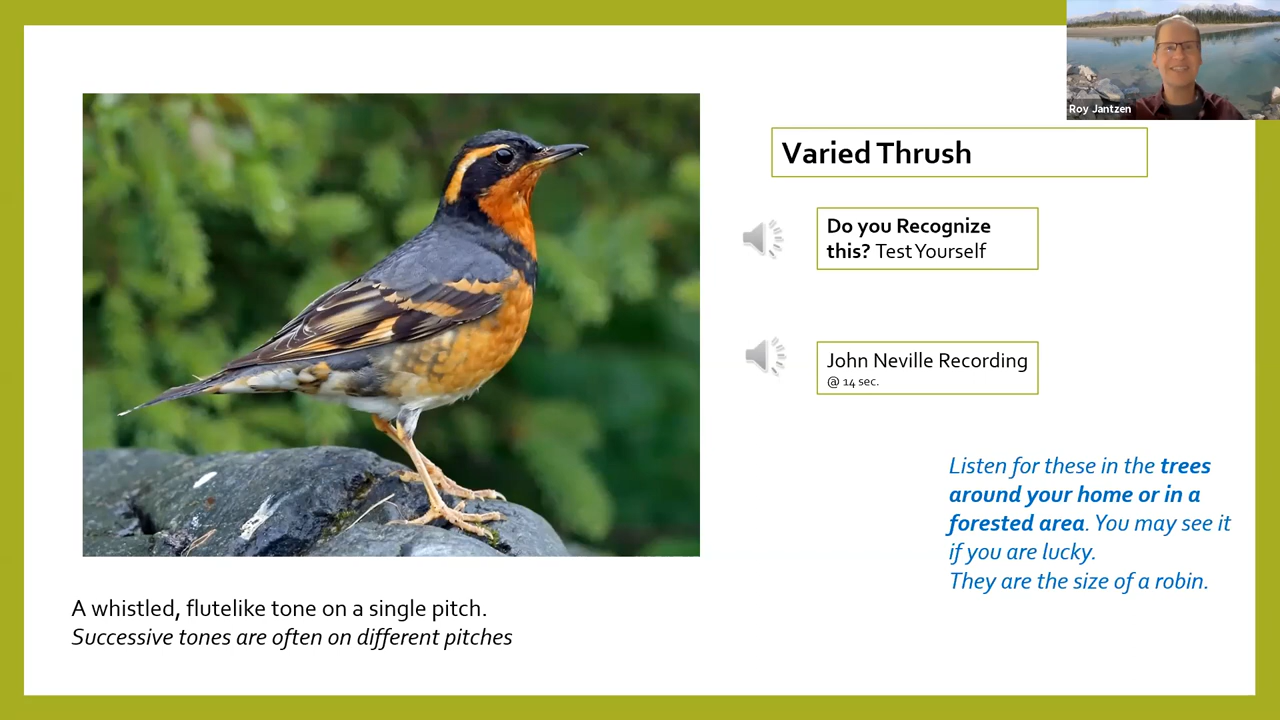 Roy Jantzen
Varied Thrush
Do you Recognize
this? Test Yourself
John Neville Recording
@ 14 sec.
Listen for these in the trees
around your home or in a
forested area. You may see it
if you are lucky.
They are the size of a robin.
A whistled, flutelike tone on a single pitch.
Successive tones are often on different pitches